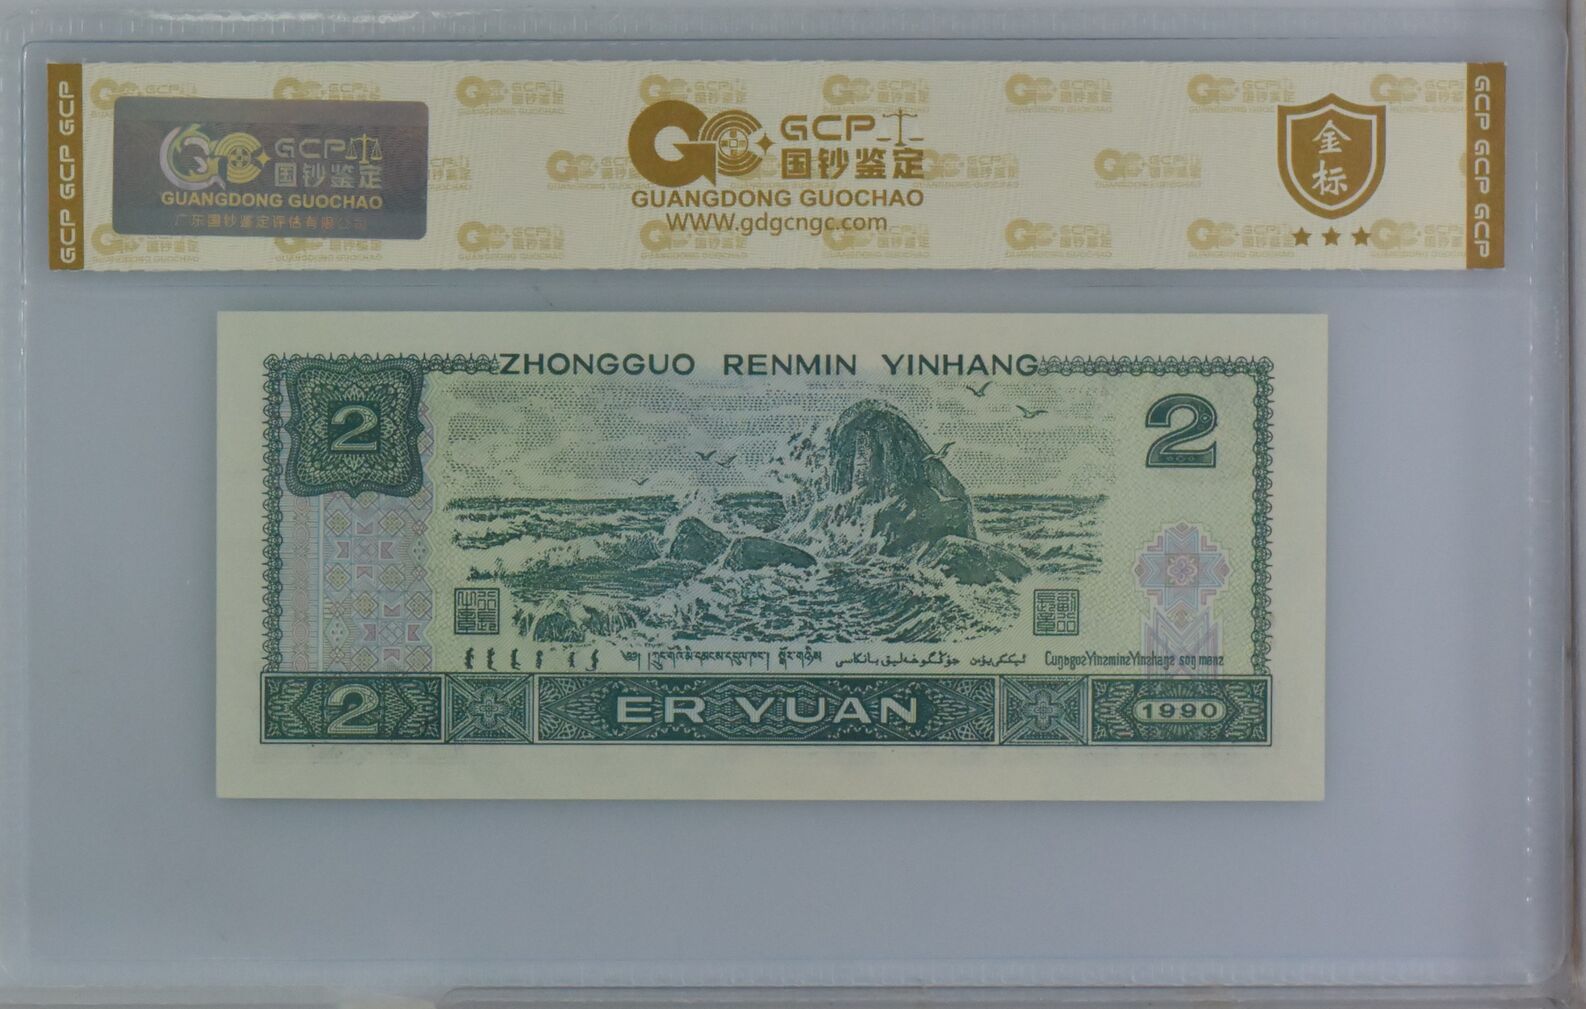 GCP GCP GCP
GCP
国钞鉴定
GUANGDONG GUOCHAO
广东国钞鉴定评估有限公司
GCP
国钞鉴定
GUANGDONG GUOCHAO
WWW.gdgcngc.com
金标
GCP GCP GCP
ZHONGGUO RENMIN YINHANG
2
2
2
ER YUAN
1990